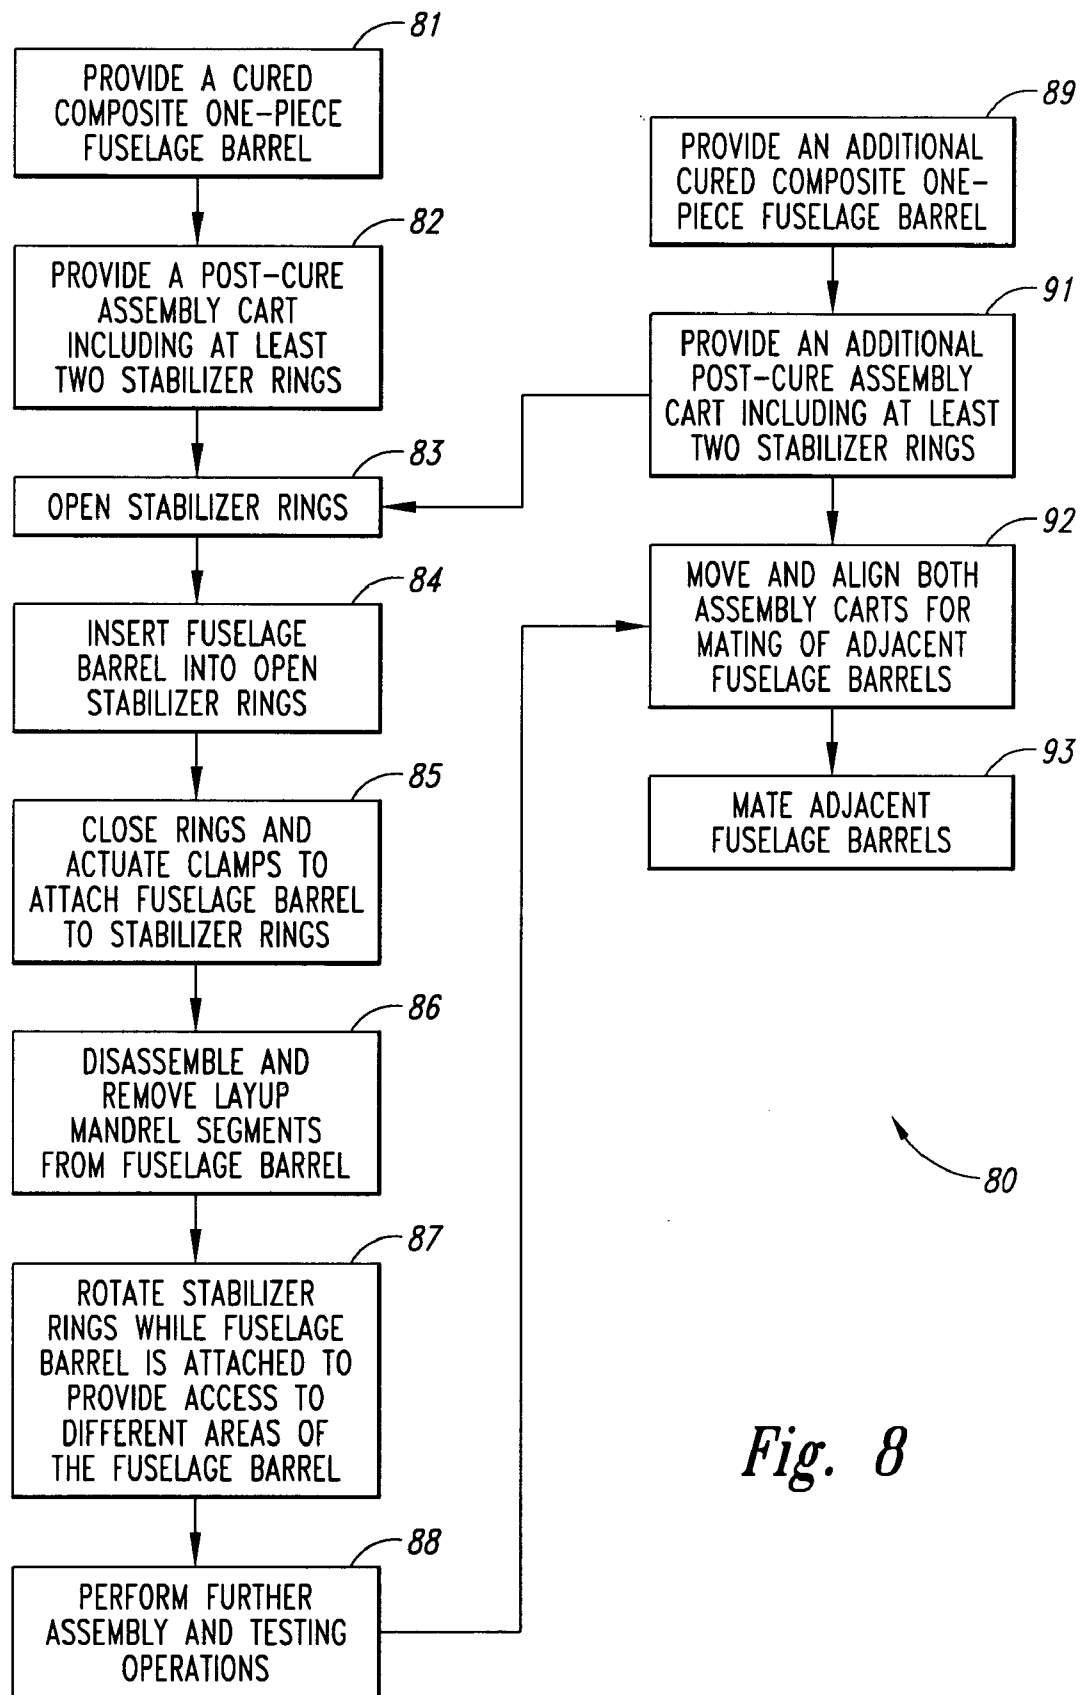 81
PROVIDE A CURED
COMPOSITE ONE-PIECE
FUSELAGE BARREL
82
PROVIDE A POST-CURE
ASSEMBLY CART
INCLUDING AT LEAST
TWO STABILIZER RINGS
83
OPEN STABILIZER RINGS
84
INSERT FUSELAGE
BARREL INTO OPEN
STABILIZER RINGS
85
CLOSE RINGS AND
ACTUATE CLAMPS TO
ATTACH FUSELAGE BARREL
TO STABILIZER RINGS
86
DISASSEMBLE AND
REMOVE LAYUP
MANDREL SEGMENTS
FROM FUSELAGE BARREL
87
ROTATE STABILIZER
RINGS WHILE FUSELAGE
BARREL IS ATTACHED TO
PROVIDE ACCESS TO
DIFFERENT AREAS OF
THE FUSELAGE BARREL
88
PERFORM FURTHER
ASSEMBLY AND TESTING
OPERATIONS
89
PROVIDE AN ADDITIONAL
CURED COMPOSITE ONE-
PIECE FUSELAGE BARREL
91
PROVIDE AN ADDITIONAL
POST-CURE ASSEMBLY
CART INCLUDING AT LEAST
TWO STABILIZER RINGS
92
MOVE AND ALIGN BOTH
ASSEMBLY CARTS FOR
MATING OF ADJACENT
FUSELAGE BARRELS
93
MATE ADJACENT
FUSELAGE BARRELS
80
Fig. 8